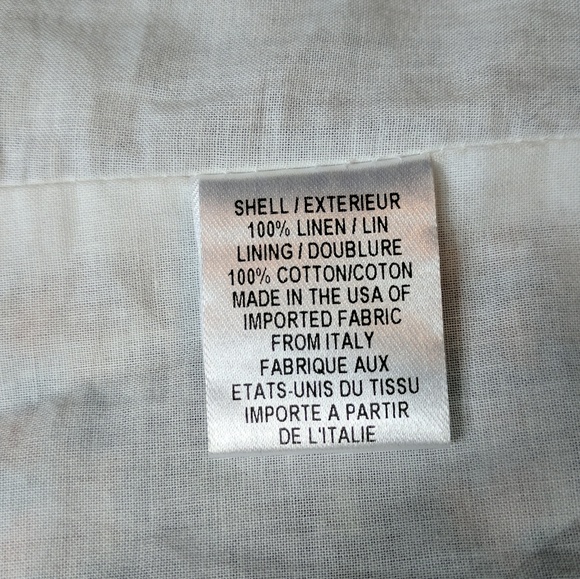 SHELL / EXTERIEUR
100% LINEN / LIN
LINING / DOUBLURE
100% COTTON/COTON
MADE IN THE USA OF
IMPORTED FABRIC
FROM ITALY
FABRIQUE AUX
ETATS-UNIS DU TISSU
IMPORTE A PARTIR
DE L'ITALIE